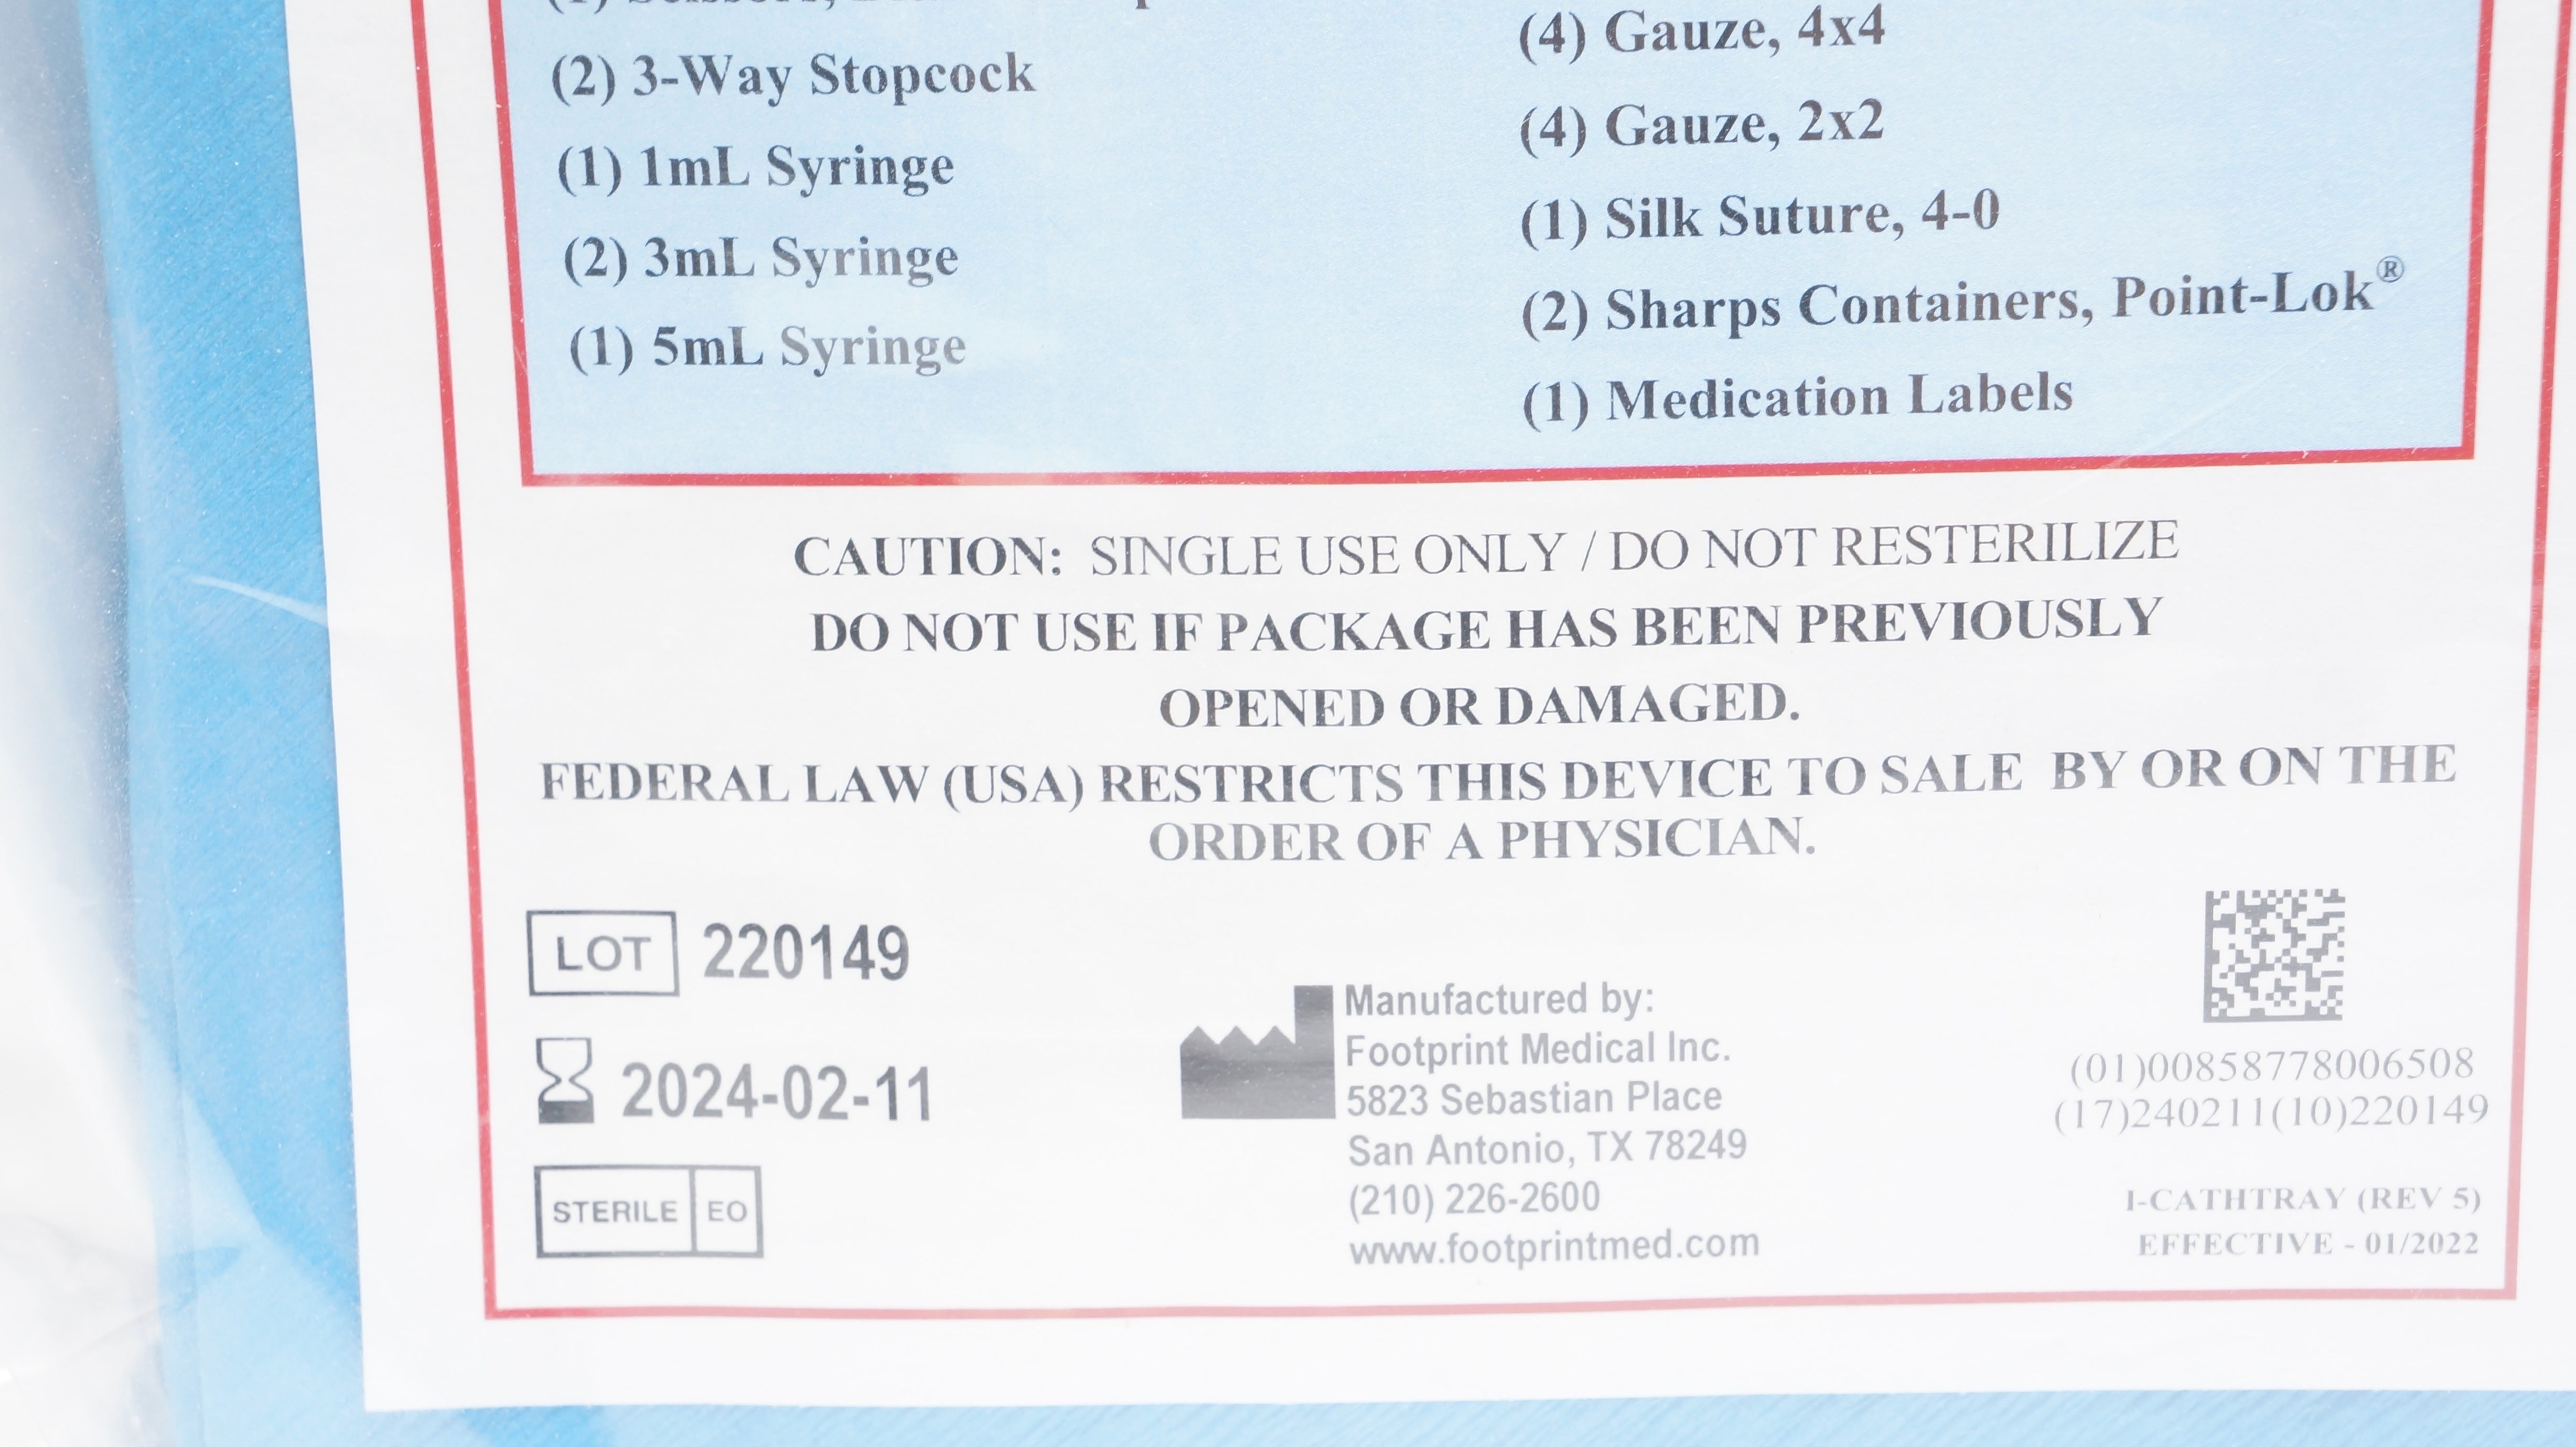 (2) 3-Way Stopcock
(1) 1mL Syringe
(2) 3mL Syringe
(1) 5mL Syringe
(4) Gauze, 4x4
(4) Gauze, 2x2
(1) Silk Suture, 4-0
(2) Sharps Containers, Point-Lok®
(1) Medication Labels
CAUTION: SINGLE USE ONLY / DO NOT RESTERILIZE
DO NOT USE IF PACKAGE HAS BEEN PREVIOUSLY
OPENED OR DAMAGED.
FEDERAL LAW (USA) RESTRICTS THIS DEVICE TO SALE BY OR ON THE
ORDER OF A PHYSICIAN.
LOT 220149
2024-02-11
STERILE EO
Manufactured by:
Footprint Medical Inc.
5823 Sebastian Place
San Antonio, TX 78249
(210) 226-2600
www.footprintmed.com
(01)00858778006508
(17)240211(10)220149
I-CATHTRAY (REV 5)
EFFECTIVE - 01/2022